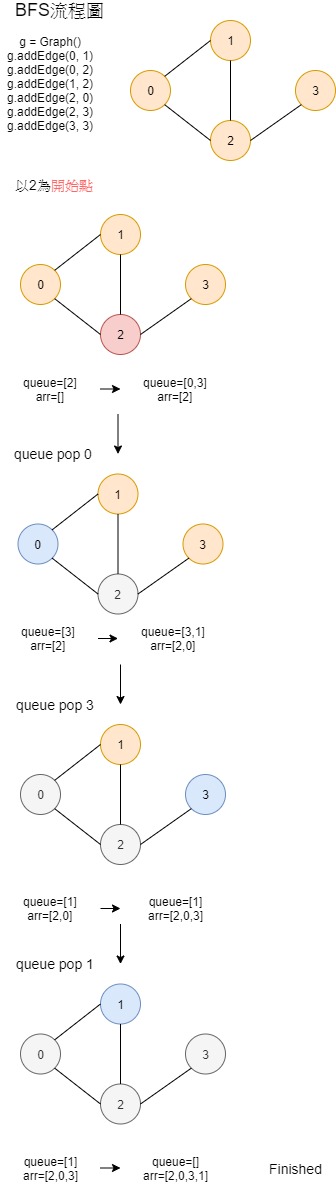 BFS流程圖
g = Graph()
g.addEdge(0, 1)
g.addEdge(0, 2)
g.addEdge(1, 2)
g.addEdge(2, 0)
g.addEdge(2, 3)
g.addEdge(3, 3)
1
0
3
2
以2為開始點
1
0
3
2
queue=[2]
arr=[]
queue=[0,3]
arr=[2]
queue pop 0
1
0
3
2
queue=[3]
arr=[2]
queue=[3,1]
arr=[2,0]
queue pop 3
1
0
3
2
queue=[1]
arr=[2,0]
queue=[1]
arr=[2,0,3]
queue pop 1
1
0
3
2
queue=[1]
arr=[2,0,3]
queue=[]
arr=[2,0,3,1]
Finished